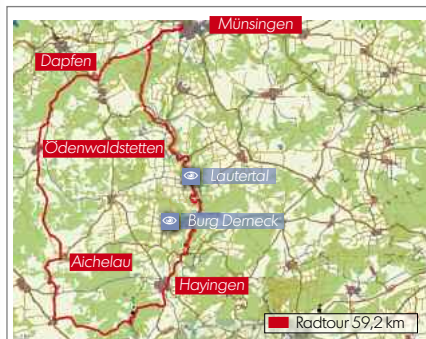 Münsingen
Dapfen
Ödenwaldstetten
Lautertal
Burg Derneck
Aichelau
Hayingen
Radtour 59,2 km